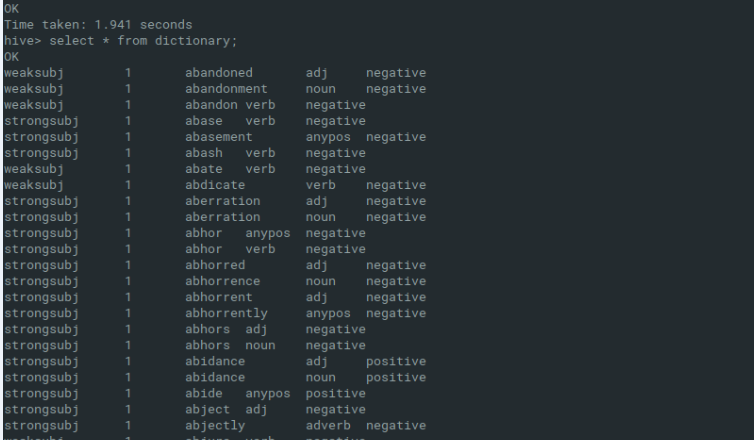 OK
Time taken: 1.941 seconds
hive> select * from dictionary;
OK
weaksubj 1 abandoned adj negative
weaksubj 1 abandonment noun negative
weaksubj 1 abandon verb negative
strongsubj 1 abase verb negative
strongsubj 1 abasement anypos negative
strongsubj 1 abash verb negative
weaksubj 1 abate verb negative
weaksubj 1 abdicate verb negative
strongsubj 1 aberration adj negative
strongsubj 1 aberration noun negative
strongsubj 1 abhor anypos negative
strongsubj 1 abhor verb negative
strongsubj 1 abhorred adj negative
strongsubj 1 abhorrence noun negative
strongsubj 1 abhorrent adj negative
strongsubj 1 abhorrently anypos negative
strongsubj 1 abhors adj negative
strongsubj 1 abhors noun negative
strongsubj 1 abidance adj positive
strongsubj 1 abidance noun positive
strongsubj 1 abide anypos positive
strongsubj 1 abject adj negative
strongsubj 1 abjectly adverb negative